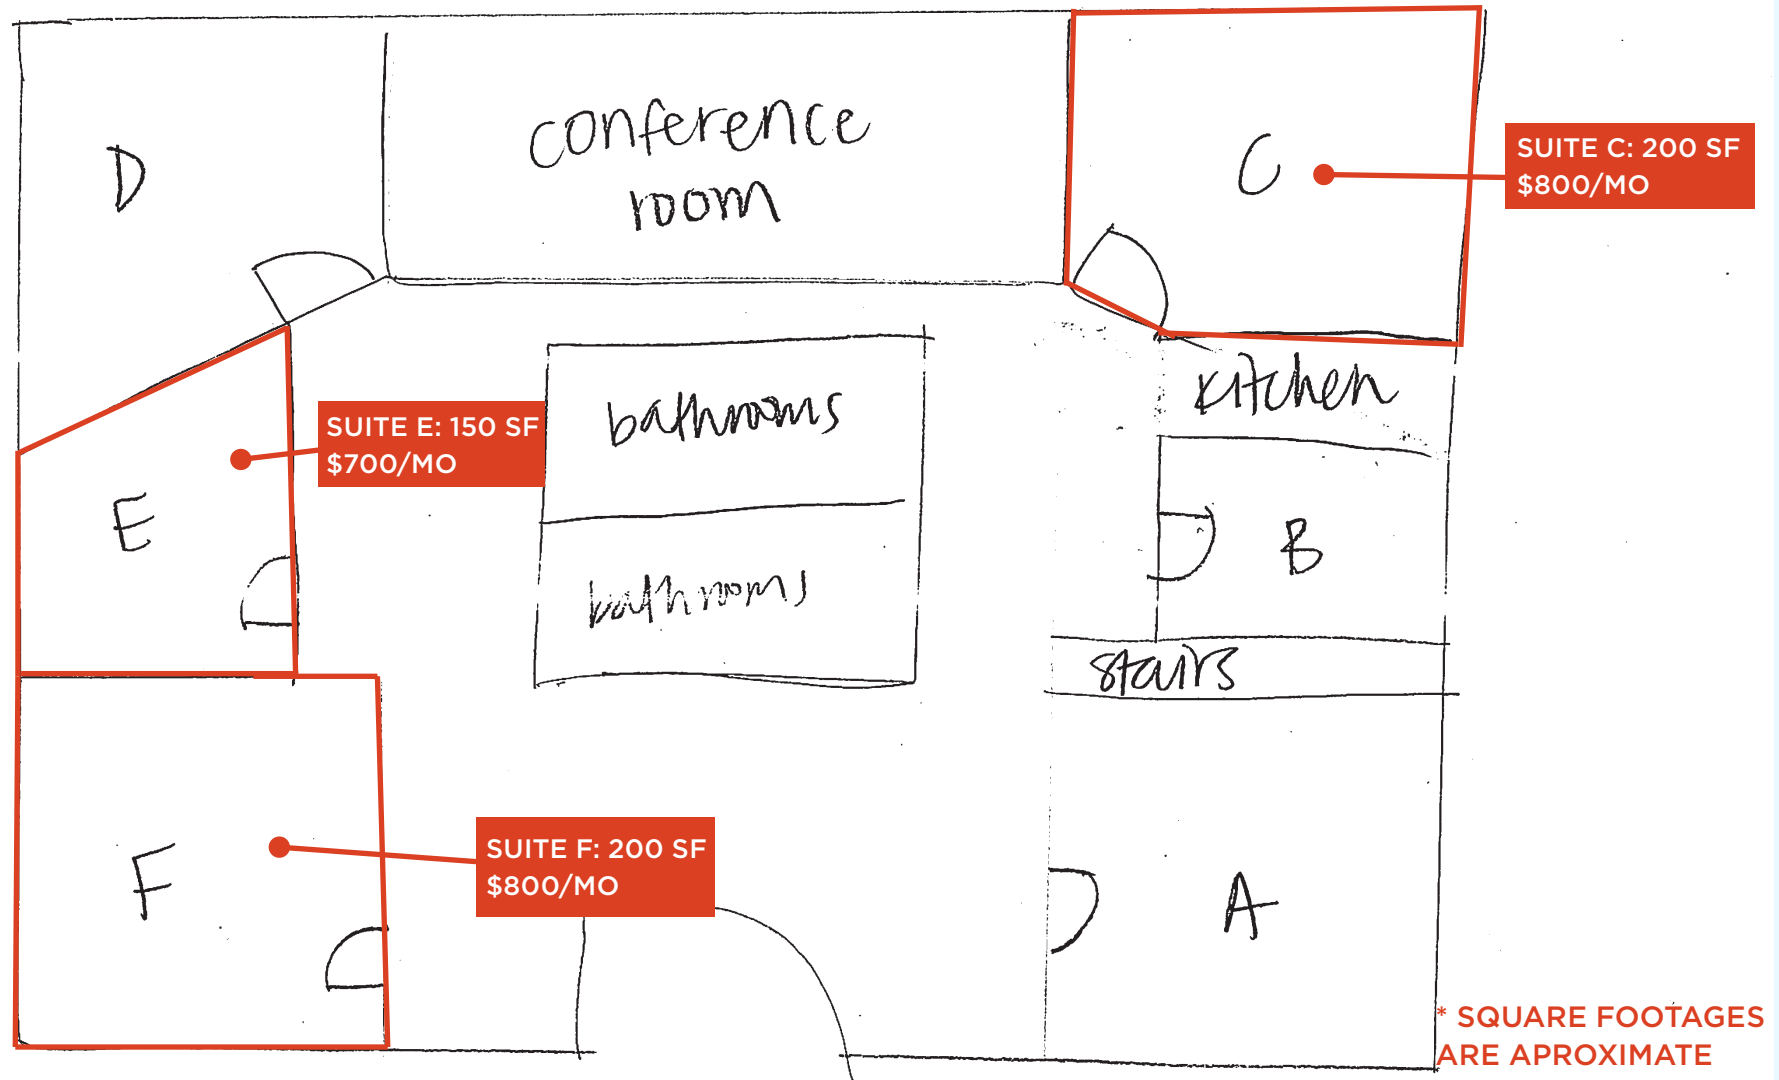 D
conference
room
C
SUITE C: 200 SF
$800/MO
bathrooms
kitchen
SUITE E: 150 SF
$700/MO
E
bathrooms
B
stairs
F
SUITE F: 200 SF
$800/MO
A
* SQUARE FOOTAGES
ARE APROXIMATE